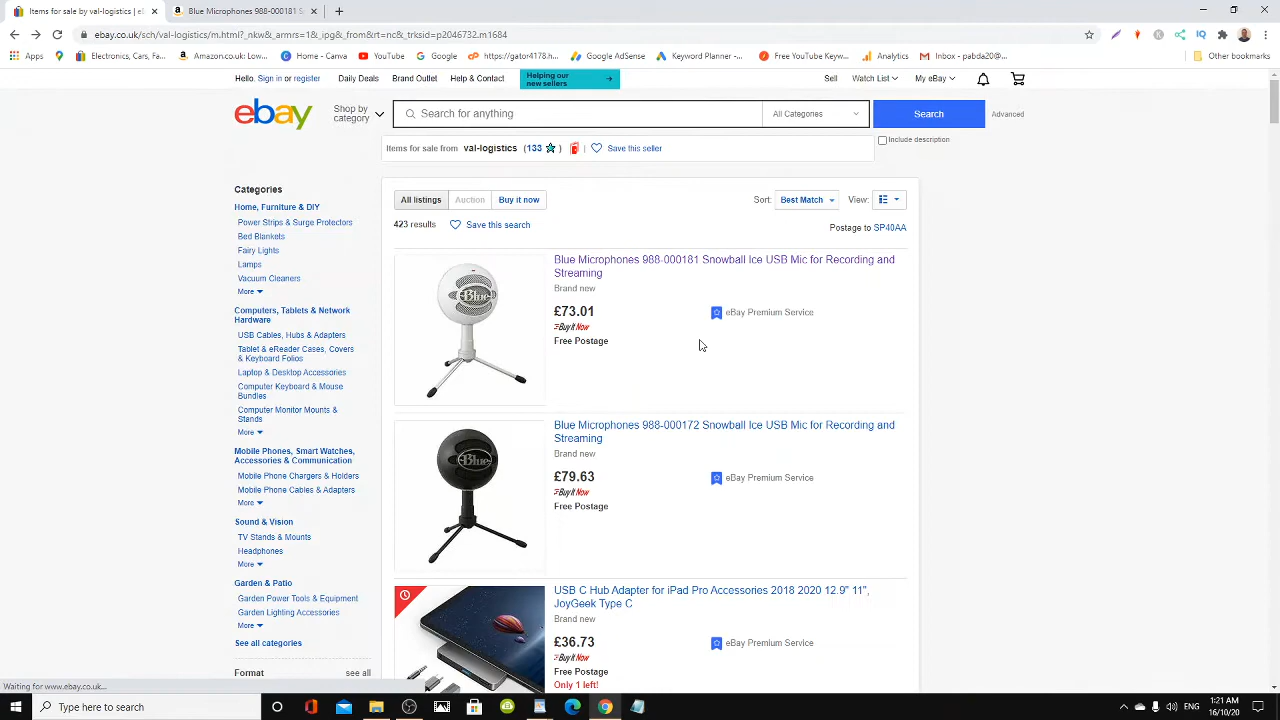 Items for sale by val-logistics | e
Blue Microphones 988-000181 S
ebay.co.uk/sch/val-logistics/m.html?_nkw&_armrs=1&_ipg&_from&rt=nc&_trksid=p2046732.m1684
Apps
Electronics, Cars, Fa...
Amazon.co.uk: Low...
Home - Canva
YouTube
Google
https://gator4178.h...
Google AdSense
Keyword Planner -...
Free YouTube Keyw...
Analytics
Inbox - pabda20@...
Other bookmarks
Hello. Sign in or register
Daily Deals
Brand Outlet
Help & Contact
Helping our
new sellers
Sell
Watch List
My eBay
ebay
Shop by
category
Search for anything
All Categories
Search
Advanced
Items for sale from val-logistics (133 )
Save this seller
Include description
Categories
Home, Furniture & DIY
Power Strips & Surge Protectors
Bed Blankets
Fairy Lights
Lamps
Vacuum Cleaners
More
Computers, Tablets & Network
Hardware
USB Cables, Hubs & Adapters
Tablet & eReader Cases, Covers
& Keyboard Folios
Laptop & Desktop Accessories
Computer Keyboard & Mouse
Bundles
Computer Monitor Mounts &
Stands
More
Mobile Phones, Smart Watches,
Accessories & Communication
Mobile Phone Chargers & Holders
Mobile Phone Cables & Adapters
More
Sound & Vision
TV Stands & Mounts
Headphones
More
Garden & Patio
Garden Power Tools & Equipment
Garden Lighting Accessories
More
See all categories
Format
see all
All listings
Auction
Buy it now
Sort:
Best Match
View:
423 results
Save this search
Postage to SP40AA
Blue Microphones 988-000181 Snowball Ice USB Mic for Recording and
Streaming
Brand new
£73.01
Buy It Now
Free Postage
eBay Premium Service
Blue
Blue Microphones 988-000172 Snowball Ice USB Mic for Recording and
Streaming
Brand new
£79.63
Buy It Now
Free Postage
eBay Premium Service
Blue
USB C Hub Adapter for iPad Pro Accessories 2018 2020 12.9" 11",
JoyGeek Type C
Brand new
£36.73
Buy It Now
Free Postage
Only 1 left!
eBay Premium Service
Waiting for www.ebay.co.uk...
Type here to search
ENG
1:21 AM
16/10/20